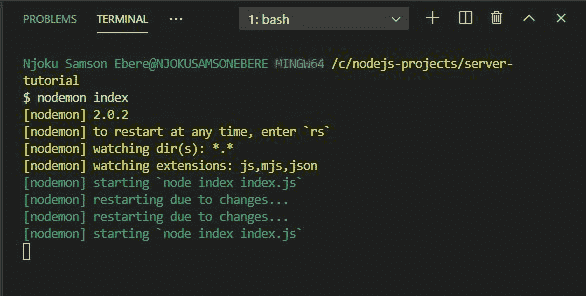 PROBLEMS TERMINAL ... 1: bash
Njoku Samson Ebere@NJOKUSAMSONEBERE MINGW64 /c/nodejs-projects/server-
tutorial
$ nodemon index
[nodemon] 2.0.2
[nodemon] to restart at any time, enter `rs`
[nodemon] watching dir(s): *.*
[nodemon] watching extensions: js,mjs,json
[nodemon] starting `node index index.js`
[nodemon] restarting due to changes...
[nodemon] restarting due to changes...
[nodemon] starting `node index index.js`